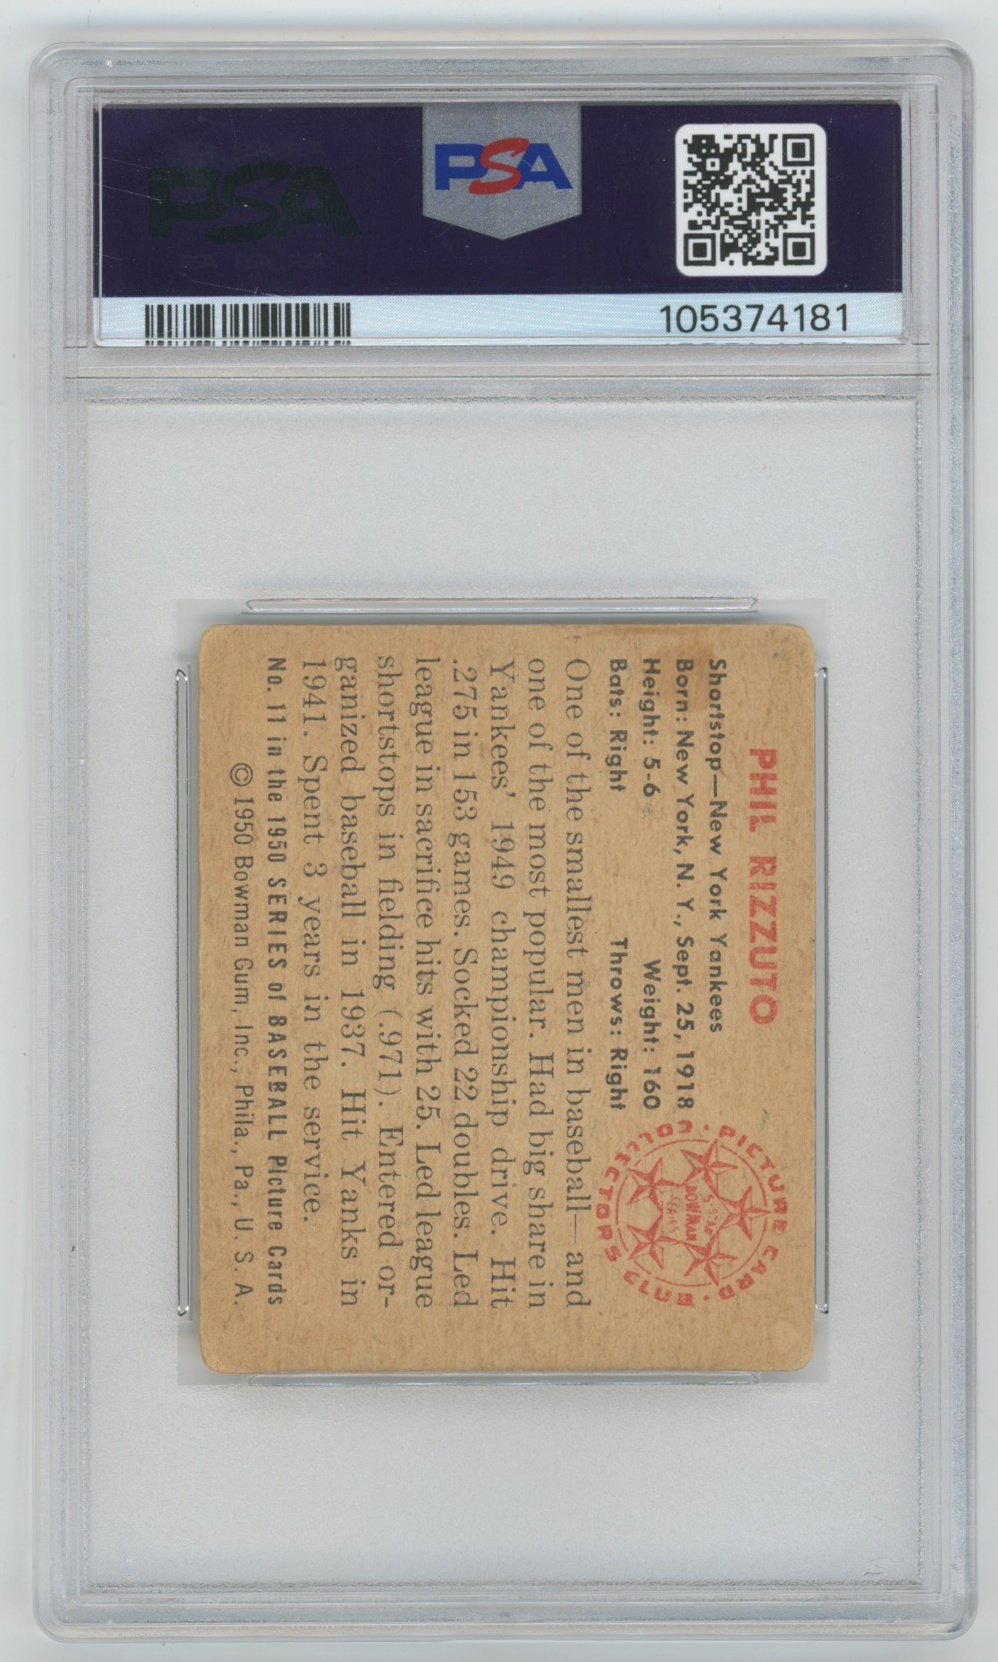 PSA
PSA
105374181
PHIL RIZZUTO
Shortstop—New York Yankees
Born: New York, N. Y., Sept. 25, 1918
Height: 5-6 Weight: 160
Bats: Right Throws: Right
One of the smallest men in baseball—and
one of the most popular. Had big share in
Yankees' 1949 championship drive. Hit
.275 in 153 games. Socked 22 doubles. Led
league in sacrifice hits with 25. Led league
shortstops in fielding (.971). Entered or-
ganized baseball in 1937. Hit Yanks in
1941. Spent 3 years in the service.
No. 11 in the 1950 SERIES of BASEBALL Picture Cards
© 1950 Bowman Gum, Inc., Phila., Pa., U. S. A.
PICTURE CARD COLLECTORS CLUB
5 STAR
BOWMAN
SERIES